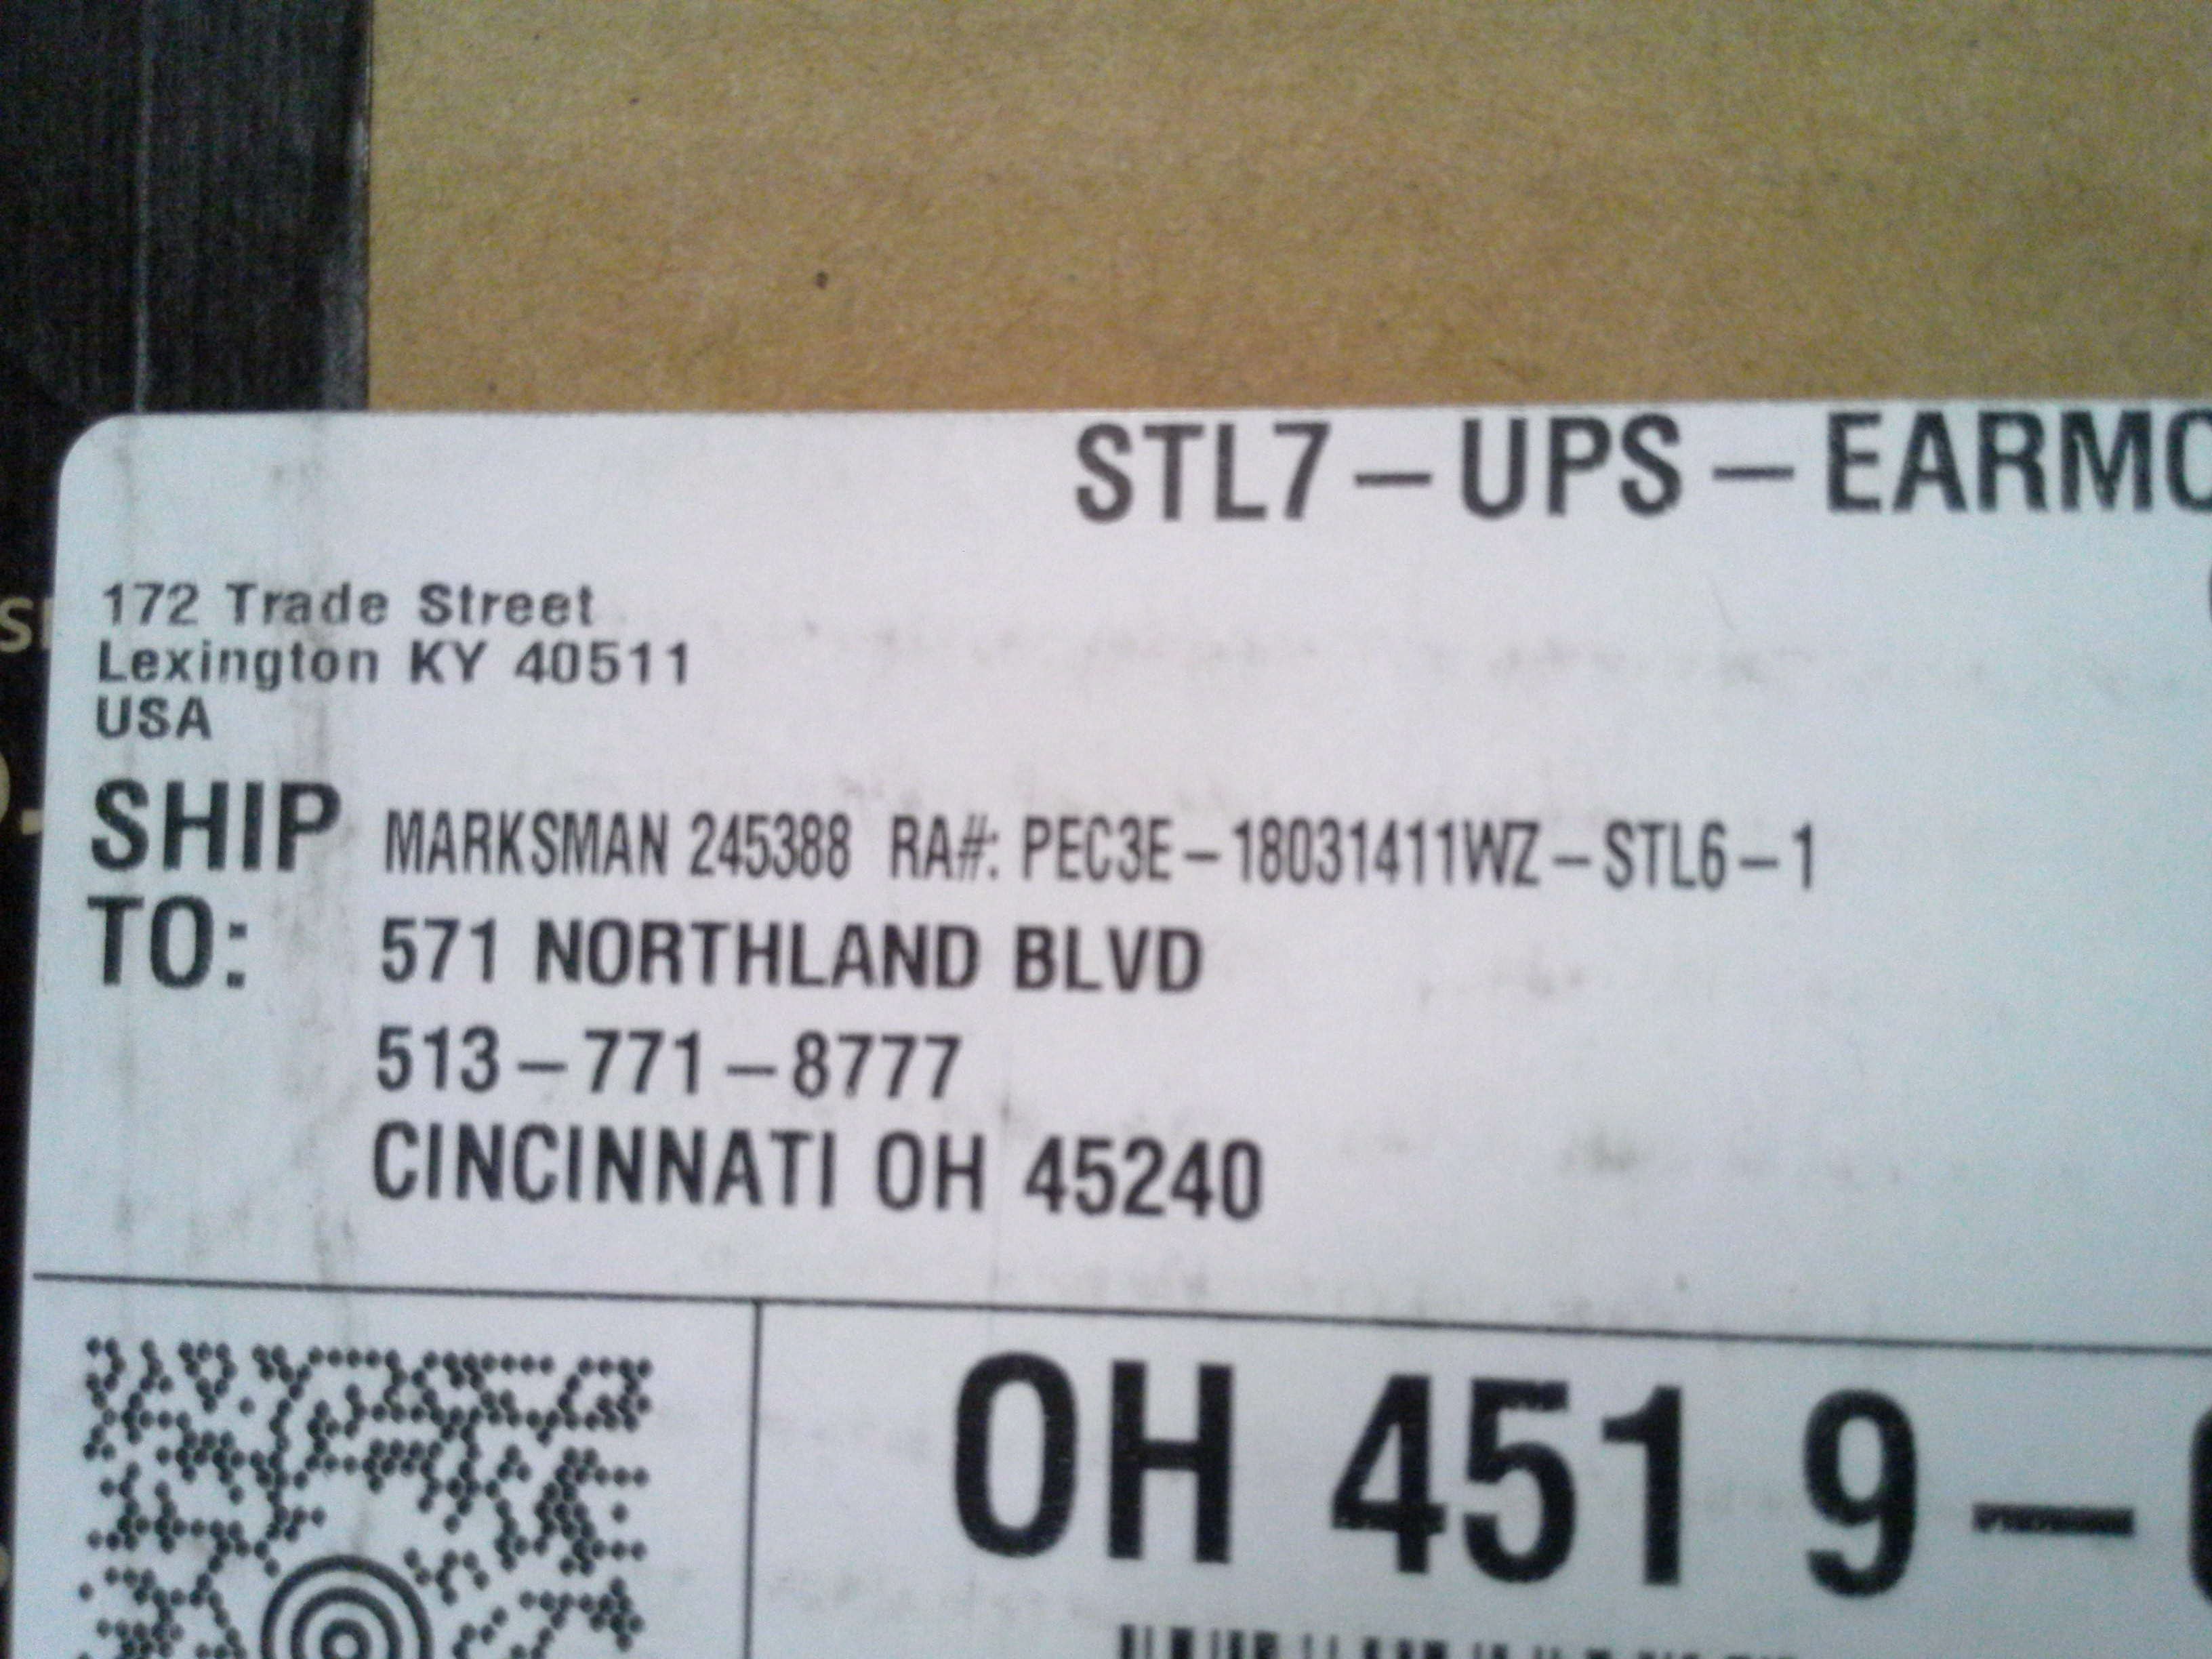 STL7-UPS-EARMO
172 Trade Street
Lexington KY 40511
USA
SHIP TO:
MARKSMAN 245388 RA#: PEC3E-18031411WZ-STL6-1
571 NORTHLAND BLVD
513-771-8777
CINCINNATI OH 45240
OH 451 9-